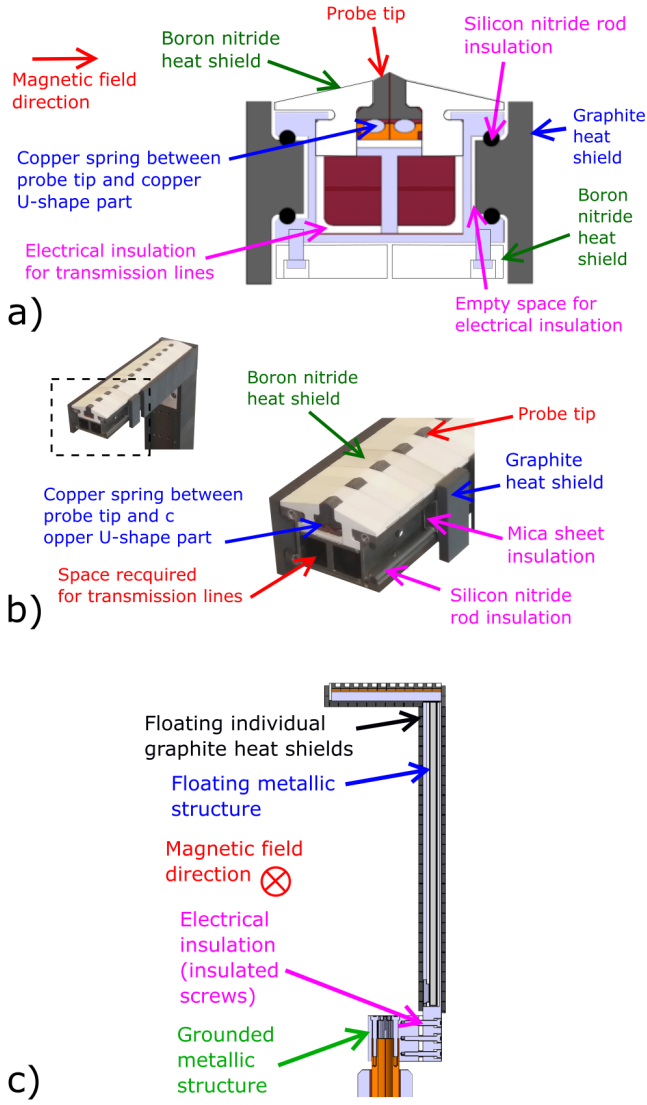 a)
Probe tip
Boron nitride
heat shield
Silicon nitride rod
insulation
Magnetic field
direction
Graphite
heat
shield
Copper spring between
probe tip and copper
U-shape part
Boron
nitride
heat
shield
Electrical insulation
for transmission lines
Empty space for
electrical insulation
b)
Boron nitride
heat shield
Probe tip
Graphite
heat shield
Copper spring between
probe tip and c
opper U-shape part
Mica sheet
insulation
Space recquired
for transmission lines
Silicon nitride
rod insulation
c)
Floating individual
graphite heat shields
Floating metallic
structure
Magnetic field
direction
Electrical
insulation
(insulated
screws)
Grounded
metallic
structure